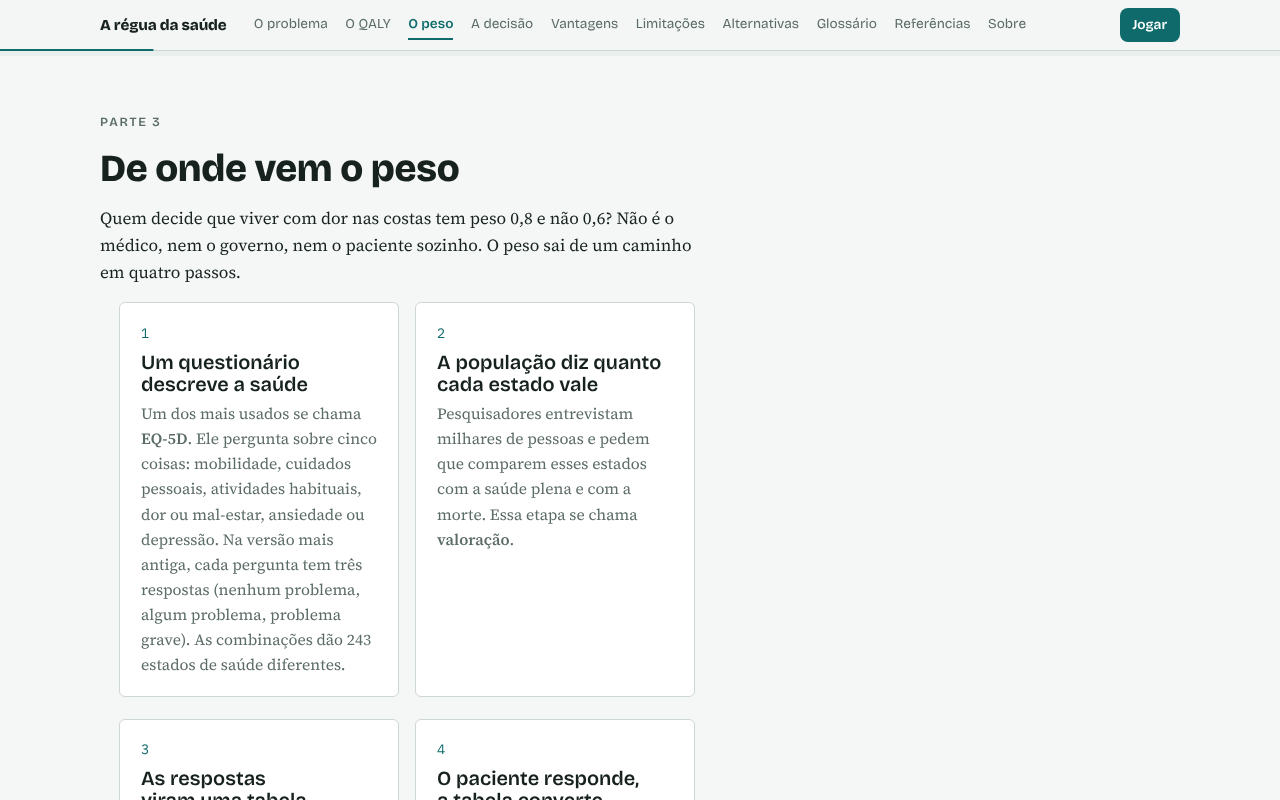 A régua da saúde
O problema
O QALY
O peso
A decisão
Vantagens
Limitações
Alternativas
Glossário
Referências
Sobre
Jogar
PARTE 3
De onde vem o peso
Quem decide que viver com dor nas costas tem peso 0,8 e não 0,6? Não é o
médico, nem o governo, nem o paciente sozinho. O peso sai de um caminho
em quatro passos.
1
Um questionário
descreve a saúde
Um dos mais usados se chama
EQ-5D. Ele pergunta sobre cinco
coisas: mobilidade, cuidados
pessoais, atividades habituais,
dor ou mal-estar, ansiedade ou
depressão. Na versão mais
antiga, cada pergunta tem três
respostas (nenhum problema,
algum problema, problema
grave). As combinações dão 243
estados de saúde diferentes.
2
A população diz quanto
cada estado vale
Pesquisadores entrevistam
milhares de pessoas e pedem
que comparem esses estados
com a saúde plena e com a
morte. Essa etapa se chama
valoração.
3
As respostas
viram uma tabela
4
O paciente responde,
a tabela converte